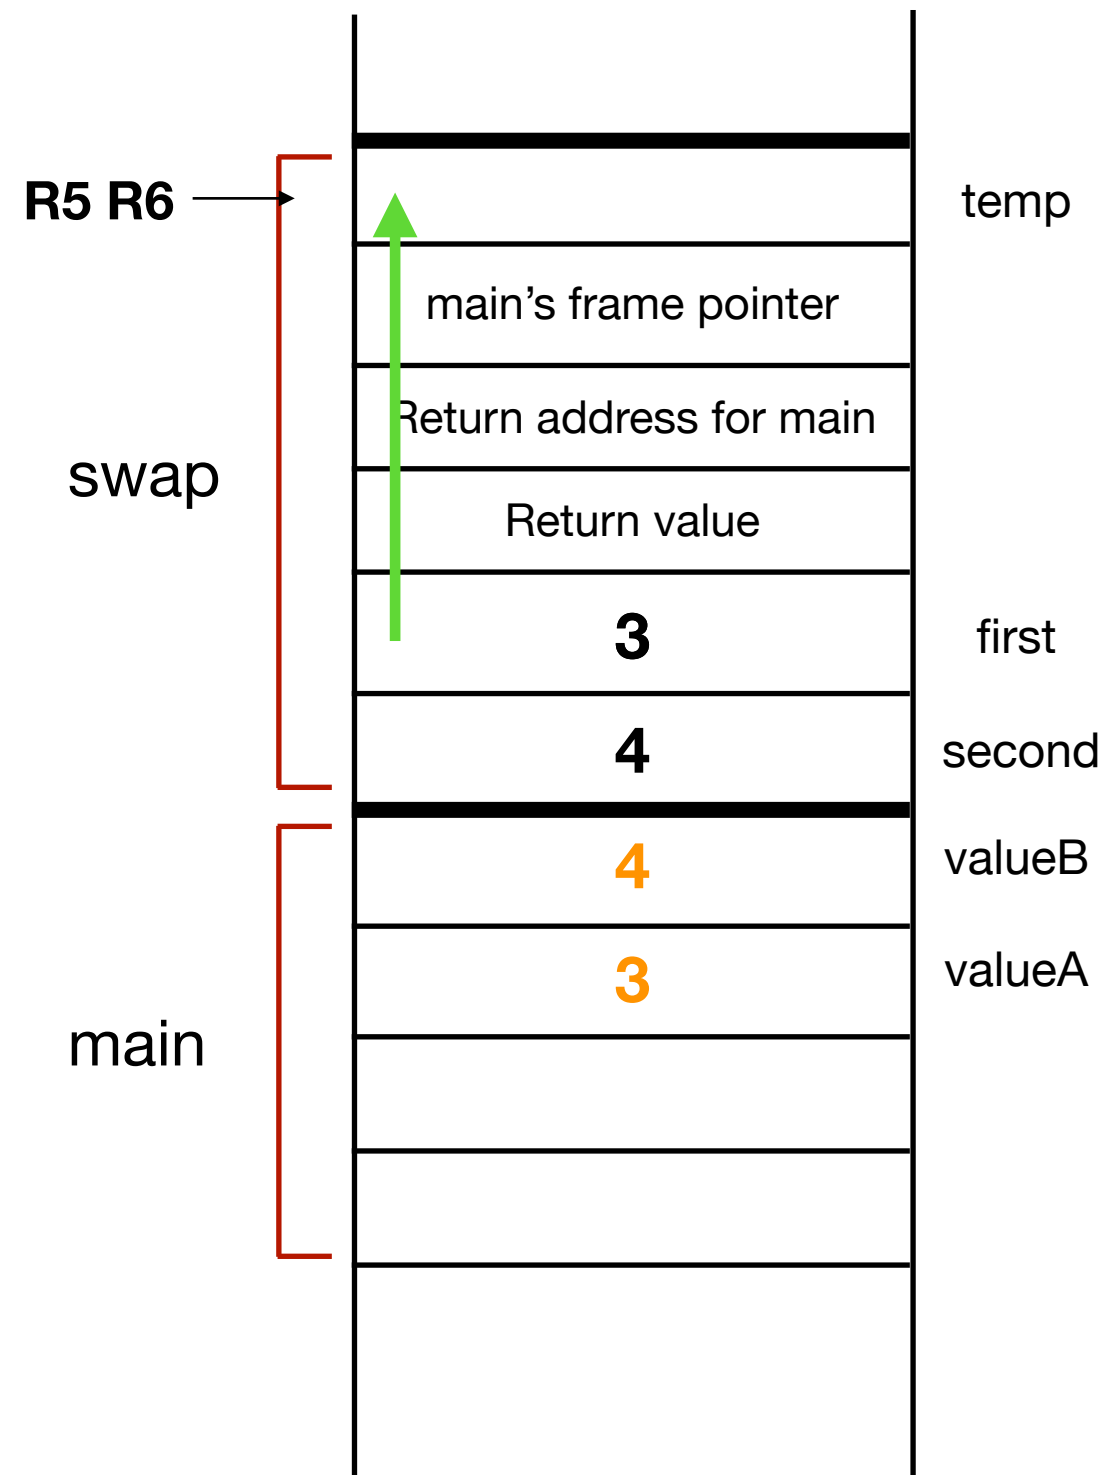 R5 R6
temp
main’s frame pointer
Return address for main
swap
Return value
3
first
4
second
4
valueB
3
valueA
main